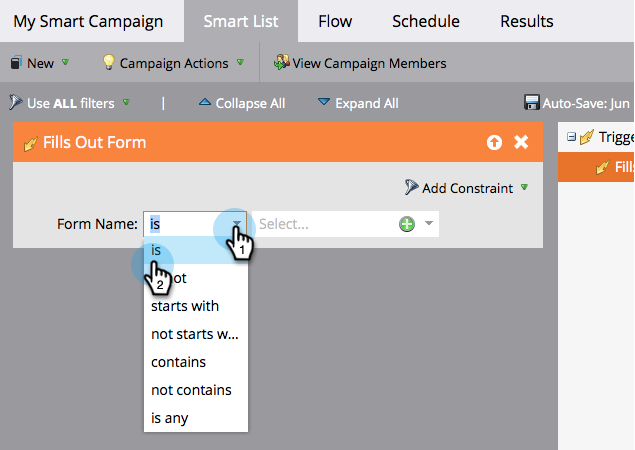 My Smart Campaign Smart List Flow Schedule Results
New Campaign Actions View Campaign Members
Use ALL filters | Collapse All Expand All Auto-Save: Jun
Fills Out Form
Trigge
Fills
Add Constraint
Form Name: is Select...
1
is
2
not
starts with
not starts w...
contains
not contains
is any